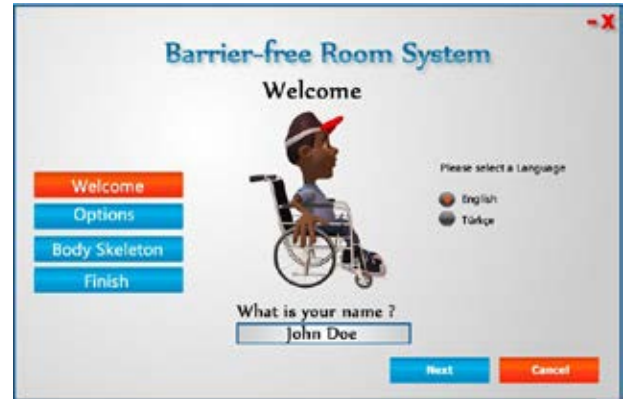 Barrier-free Room System
Welcome
Please select a Language
English
Türkçe
Welcome
Options
Body Skeleton
Finish
What is your name ?
John Doe
Next
Cancel